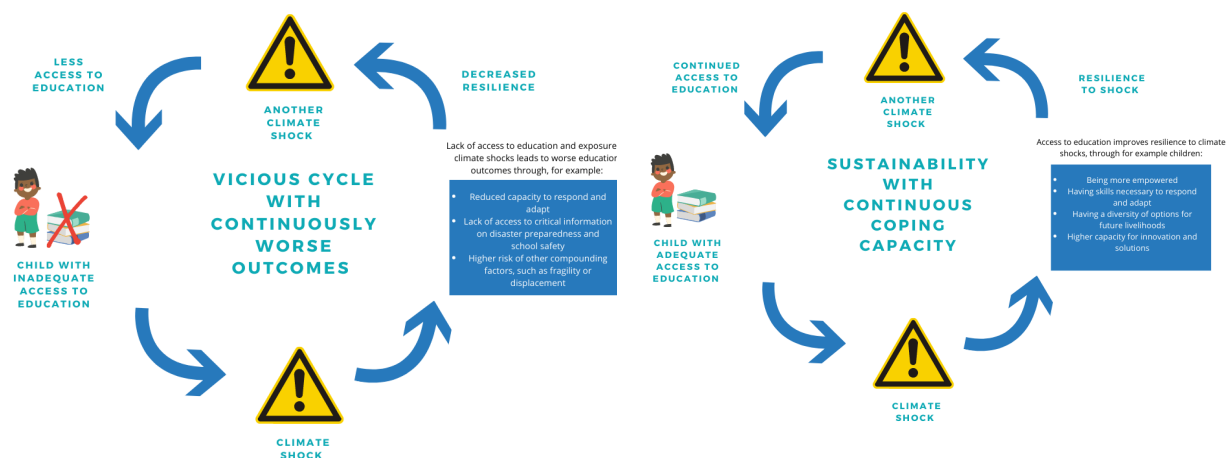 LESS
ACCESS TO
EDUCATION
ANOTHER
CLIMATE
SHOCK
DECREASED
RESILIENCE
Lack of access to education and exposure
climate shocks leads to worse education
outcomes through, for example:
• Reduced capacity to respond and
adapt
• Lack of access to critical information
on disaster preparedness and
school safety
• Higher risk of other compounding
factors, such as fragility or
displacement
VICIOUS CYCLE
WITH
CONTINUOUSLY
WORSE
OUTCOMES
CHILD WITH
INADEQUATE
ACCESS TO
EDUCATION
CLIMATE
SHOCK
CONTINUED
ACCESS TO
EDUCATION
ANOTHER
CLIMATE
SHOCK
RESILIENCE
TO SHOCK
Access to education improves resilience to climate
shocks, through for example children:
• Being more empowered
• Having skills necessary to respond
and adapt
• Having a diversity of options for
future livelihoods
• Higher capacity for innovation and
solutions
SUSTAINABILITY
WITH
CONTINUOUS
COPING
CAPACITY
CHILD WITH
ADEQUATE
ACCESS TO
EDUCATION
CLIMATE
SHOCK